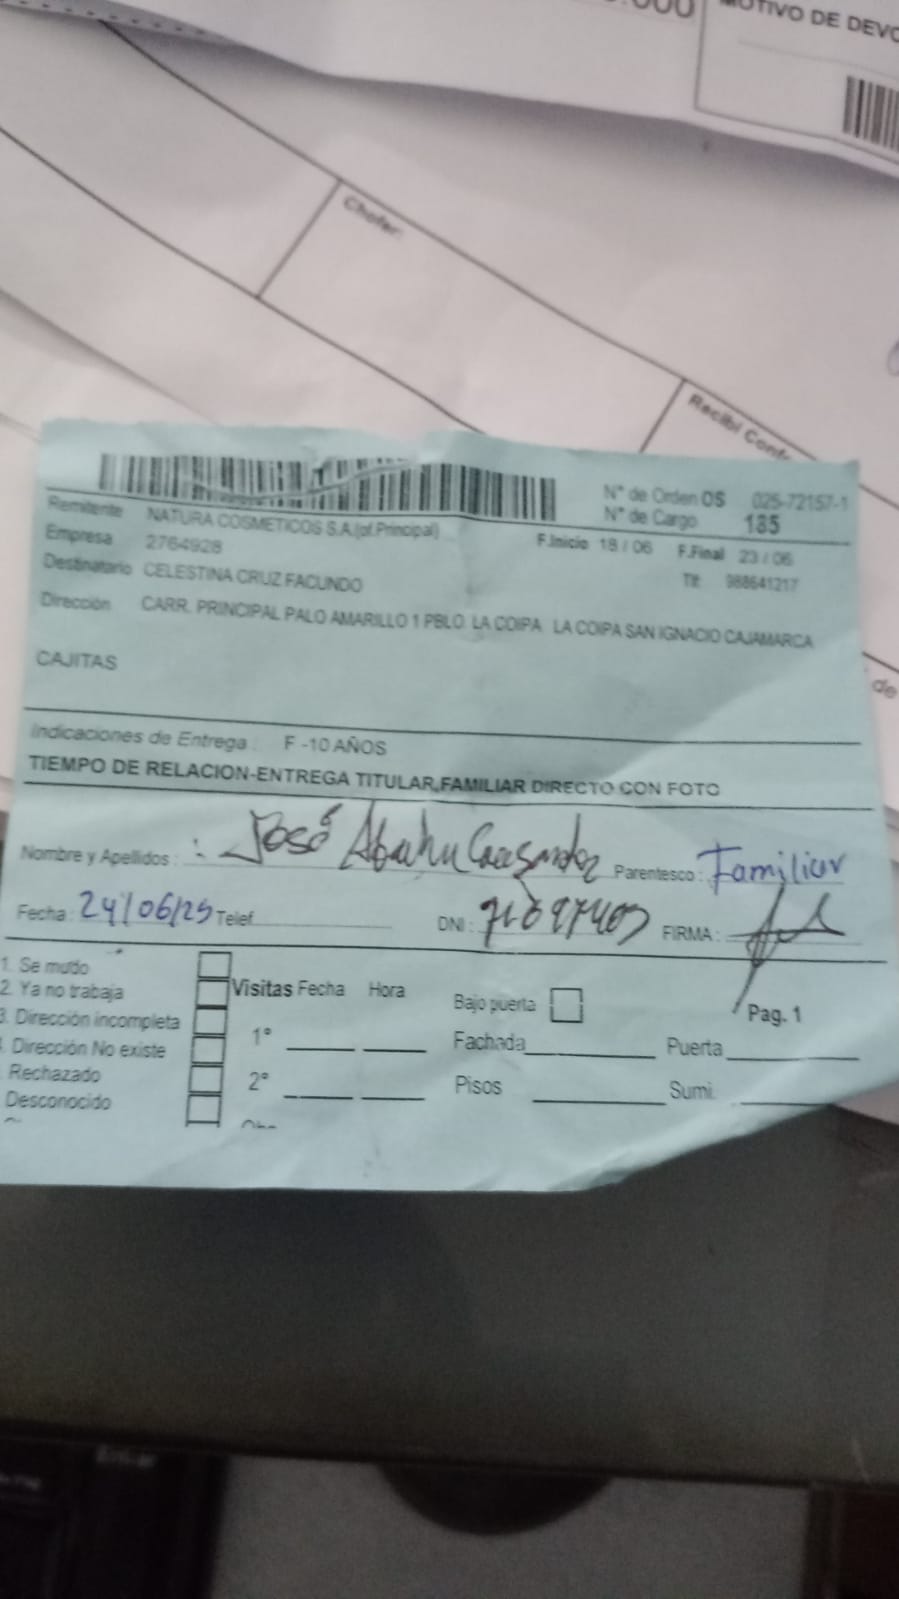 .000
MOTIVO DE DEVO
Chofer:
Recibí Conf
de
N° de Orden OS 025-72157-1
N° de Cargo 185
Remitente NATURA COSMETICOS S.A.(of.Principal)
F.Inicio 18 / 06 F.Final 23 / 06
Empresa 2764928
Tlf: 988641217
Destinatario CELESTINA CRUZ FACUNDO
Dirección CARR. PRINCIPAL PALO AMARILLO 1 PBLO. LA COIPA LA COIPA SAN IGNACIO CAJAMARCA
CAJITAS
Indicaciones de Entrega : F -10 AÑOS
TIEMPO DE RELACION-ENTREGA TITULAR,FAMILIAR DIRECTO CON FOTO
Nombre y Apellidos : José Parentesco : Familiar
Fecha : 24/06/25 Telef. DNI : FIRMA :
1. Se mudo
2. Ya no trabaja
3. Dirección incompleta
. Dirección No existe
Rechazado
Desconocido
Visitas Fecha Hora
1°
2°
Bajo puerta
Pag. 1
Fachada Puerta
Pisos Sumi.